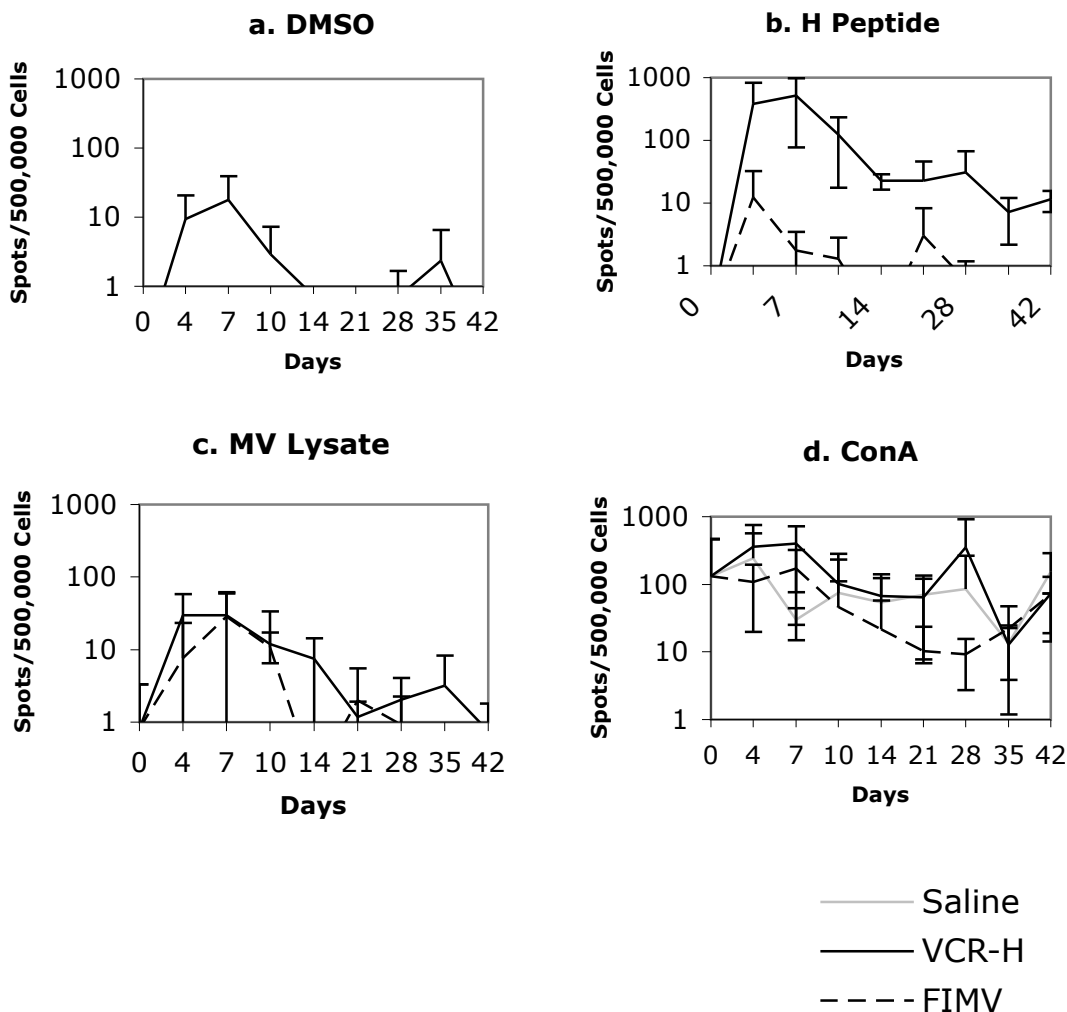 a. DMSO
Spots/500,000 Cells
1000
100
10
1
0 4 7 10 14 21 28 35 42
Days
b. H Peptide
Spots/500,000 Cells
1000
100
10
1
0 7 14 28 42
Days
c. MV Lysate
Spots/500,000 Cells
1000
100
10
1
0 4 7 10 14 21 28 35 42
Days
d. ConA
Spots/500,000 Cells
1000
100
10
1
0 4 7 10 14 21 28 35 42
Days
Saline
VCR-H
FIMV